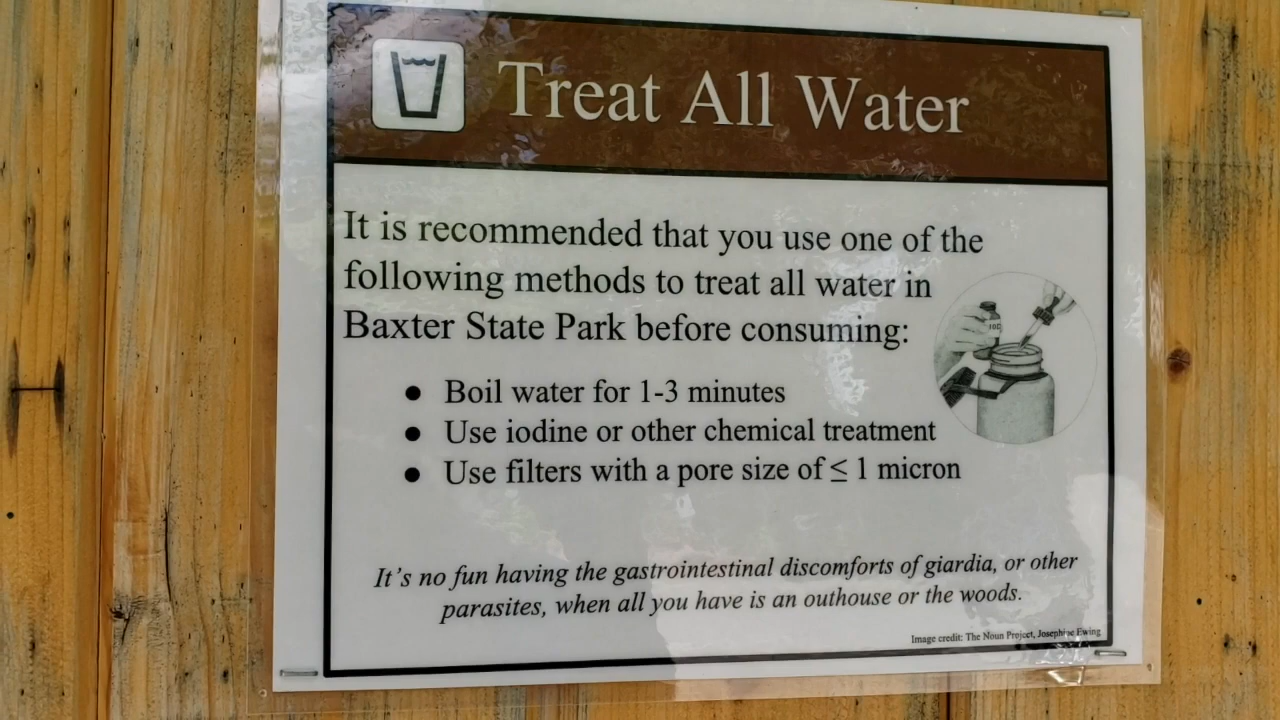 Treat All Water
It is recommended that you use one of the
following methods to treat all water in
Baxter State Park before consuming:
● Boil water for 1-3 minutes
● Use iodine or other chemical treatment
● Use filters with a pore size of ≤ 1 micron
It's no fun having the gastrointestinal discomforts of giardia, or other
parasites, when all you have is an outhouse or the woods.
Image credit: The Noun Project, Josephine Ewing